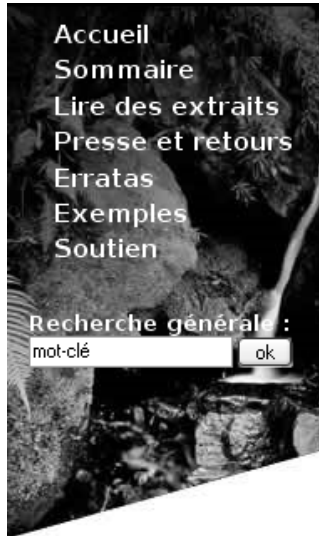 Accueil
Sommaire
Lire des extraits
Presse et retours
Erratas
Exemples
Soutien
Recherche générale :
mot-clé ok